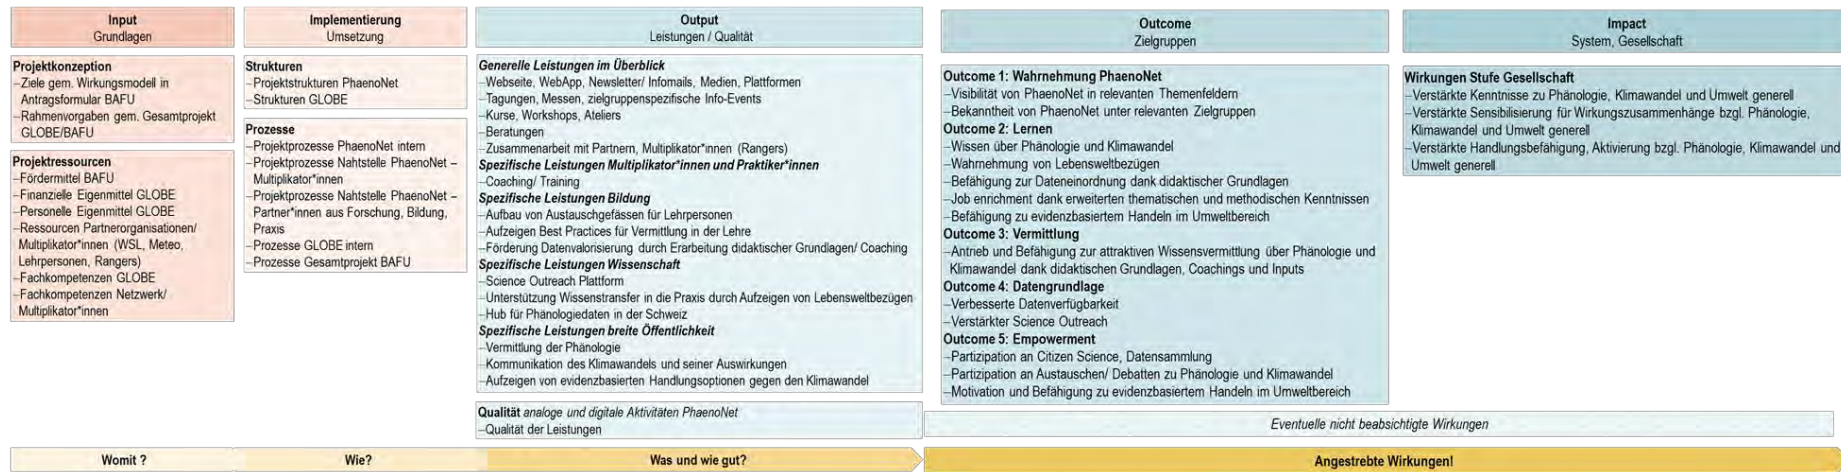 Input
Grundlagen
Projektkonzeption
–Ziele gem. Wirkungsmodell in
Antragsformular BAFU
–Rahmenvorgaben gem. Gesamtprojekt
GLOBE/BAFU
Projektressourcen
–Fördermittel BAFU
–Finanzielle Eigenmittel GLOBE
–Personelle Eigenmittel GLOBE
–Ressourcen Partnerorganisationen/
Multiplikator*innen (WSL, Meteo,
Lehrpersonen, Rangers)
–Fachkompetenzen GLOBE
–Fachkompetenzen Netzwerk/
Multiplikator*innen
Implementierung
Umsetzung
Strukturen
–Projektstrukturen PhaenoNet
–Strukturen GLOBE
Prozesse
–Projektprozesse PhaenoNet intern
–Projektprozesse Nahtstelle PhaenoNet –
Multiplikator*innen
–Projektprozesse Nahtstelle PhaenoNet –
Partner*innen aus Forschung, Bildung,
Praxis
–Prozesse GLOBE intern
–Prozesse Gesamtprojekt BAFU
Output
Leistungen / Qualität
Generelle Leistungen im Überblick
–Webseite, WebApp, Newsletter/ Infomails, Medien, Plattformen
–Tagungen, Messen, zielgruppenspezifische Info-Events
–Kurse, Workshops, Ateliers
–Beratungen
–Zusammenarbeit mit Partnern, Multiplikator*innen (Rangers)
Spezifische Leistungen Multiplikator*innen und Praktiker*innen
–Coaching/ Training
Spezifische Leistungen Bildung
–Aufbau von Austauschgefässen für Lehrpersonen
–Aufzeigen Best Practices für Vermittlung in der Lehre
–Förderung Datenvalorisierung durch Erarbeitung didaktischer Grundlagen/ Coaching
Spezifische Leistungen Wissenschaft
–Science Outreach Plattform
–Unterstützung Wissenstransfer in die Praxis durch Aufzeigen von Lebensweltbezügen
–Hub für Phänologiedaten in der Schweiz
Spezifische Leistungen breite Öffentlichkeit
–Vermittlung der Phänologie
–Kommunikation des Klimawandels und seiner Auswirkungen
–Aufzeigen von evidenzbasierten Handlungsoptionen gegen den Klimawandel
Qualität analoge und digitale Aktivitäten PhaenoNet
–Qualität der Leistungen
Outcome
Zielgruppen
Outcome 1: Wahrnehmung PhaenoNet
–Visibilität von PhaenoNet in relevanten Themenfeldern
–Bekanntheit von PhaenoNet unter relevanten Zielgruppen
Outcome 2: Lernen
–Wissen über Phänologie und Klimawandel
–Wahrnehmung von Lebensweltbezügen
–Befähigung zur Dateneinordnung dank didaktischer Grundlagen
–Job enrichment dank erweiterten thematischen und methodischen Kenntnissen
–Befähigung zu evidenzbasiertem Handeln im Umweltbereich
Outcome 3: Vermittlung
–Antrieb und Befähigung zur attraktiven Wissensvermittlung über Phänologie und
Klimawandel dank didaktischen Grundlagen, Coachings und Inputs
Outcome 4: Datengrundlage
–Verbesserte Datenverfügbarkeit
–Verstärkter Science Outreach
Outcome 5: Empowerment
–Partizipation an Citizen Science, Datensammlung
–Partizipation an Austauschen/ Debatten zu Phänologie und Klimawandel
–Motivation und Befähigung zu evidenzbasiertem Handeln im Umweltbereich
Impact
System, Gesellschaft
Wirkungen Stufe Gesellschaft
–Verstärkte Kenntnisse zu Phänologie, Klimawandel und Umwelt generell
–Verstärkte Sensibilisierung für Wirkungszusammenhänge bzgl. Phänologie,
Klimawandel und Umwelt generell
–Verstärkte Handlungsbefähigung, Aktivierung bzgl. Phänologie, Klimawandel und
Umwelt generell
Eventuelle nicht beabsichtigte Wirkungen
Womit ?
Wie?
Was und wie gut?
Angestrebte Wirkungen!